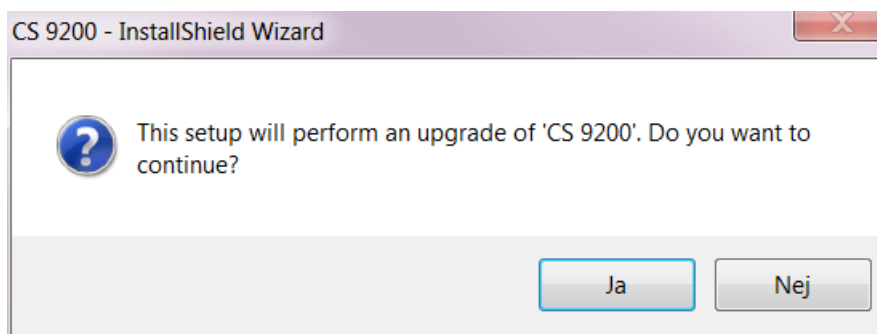 CS 9200 - InstallShield Wizard
This setup will perform an upgrade of 'CS 9200'. Do you want to
continue?
Ja
Nej